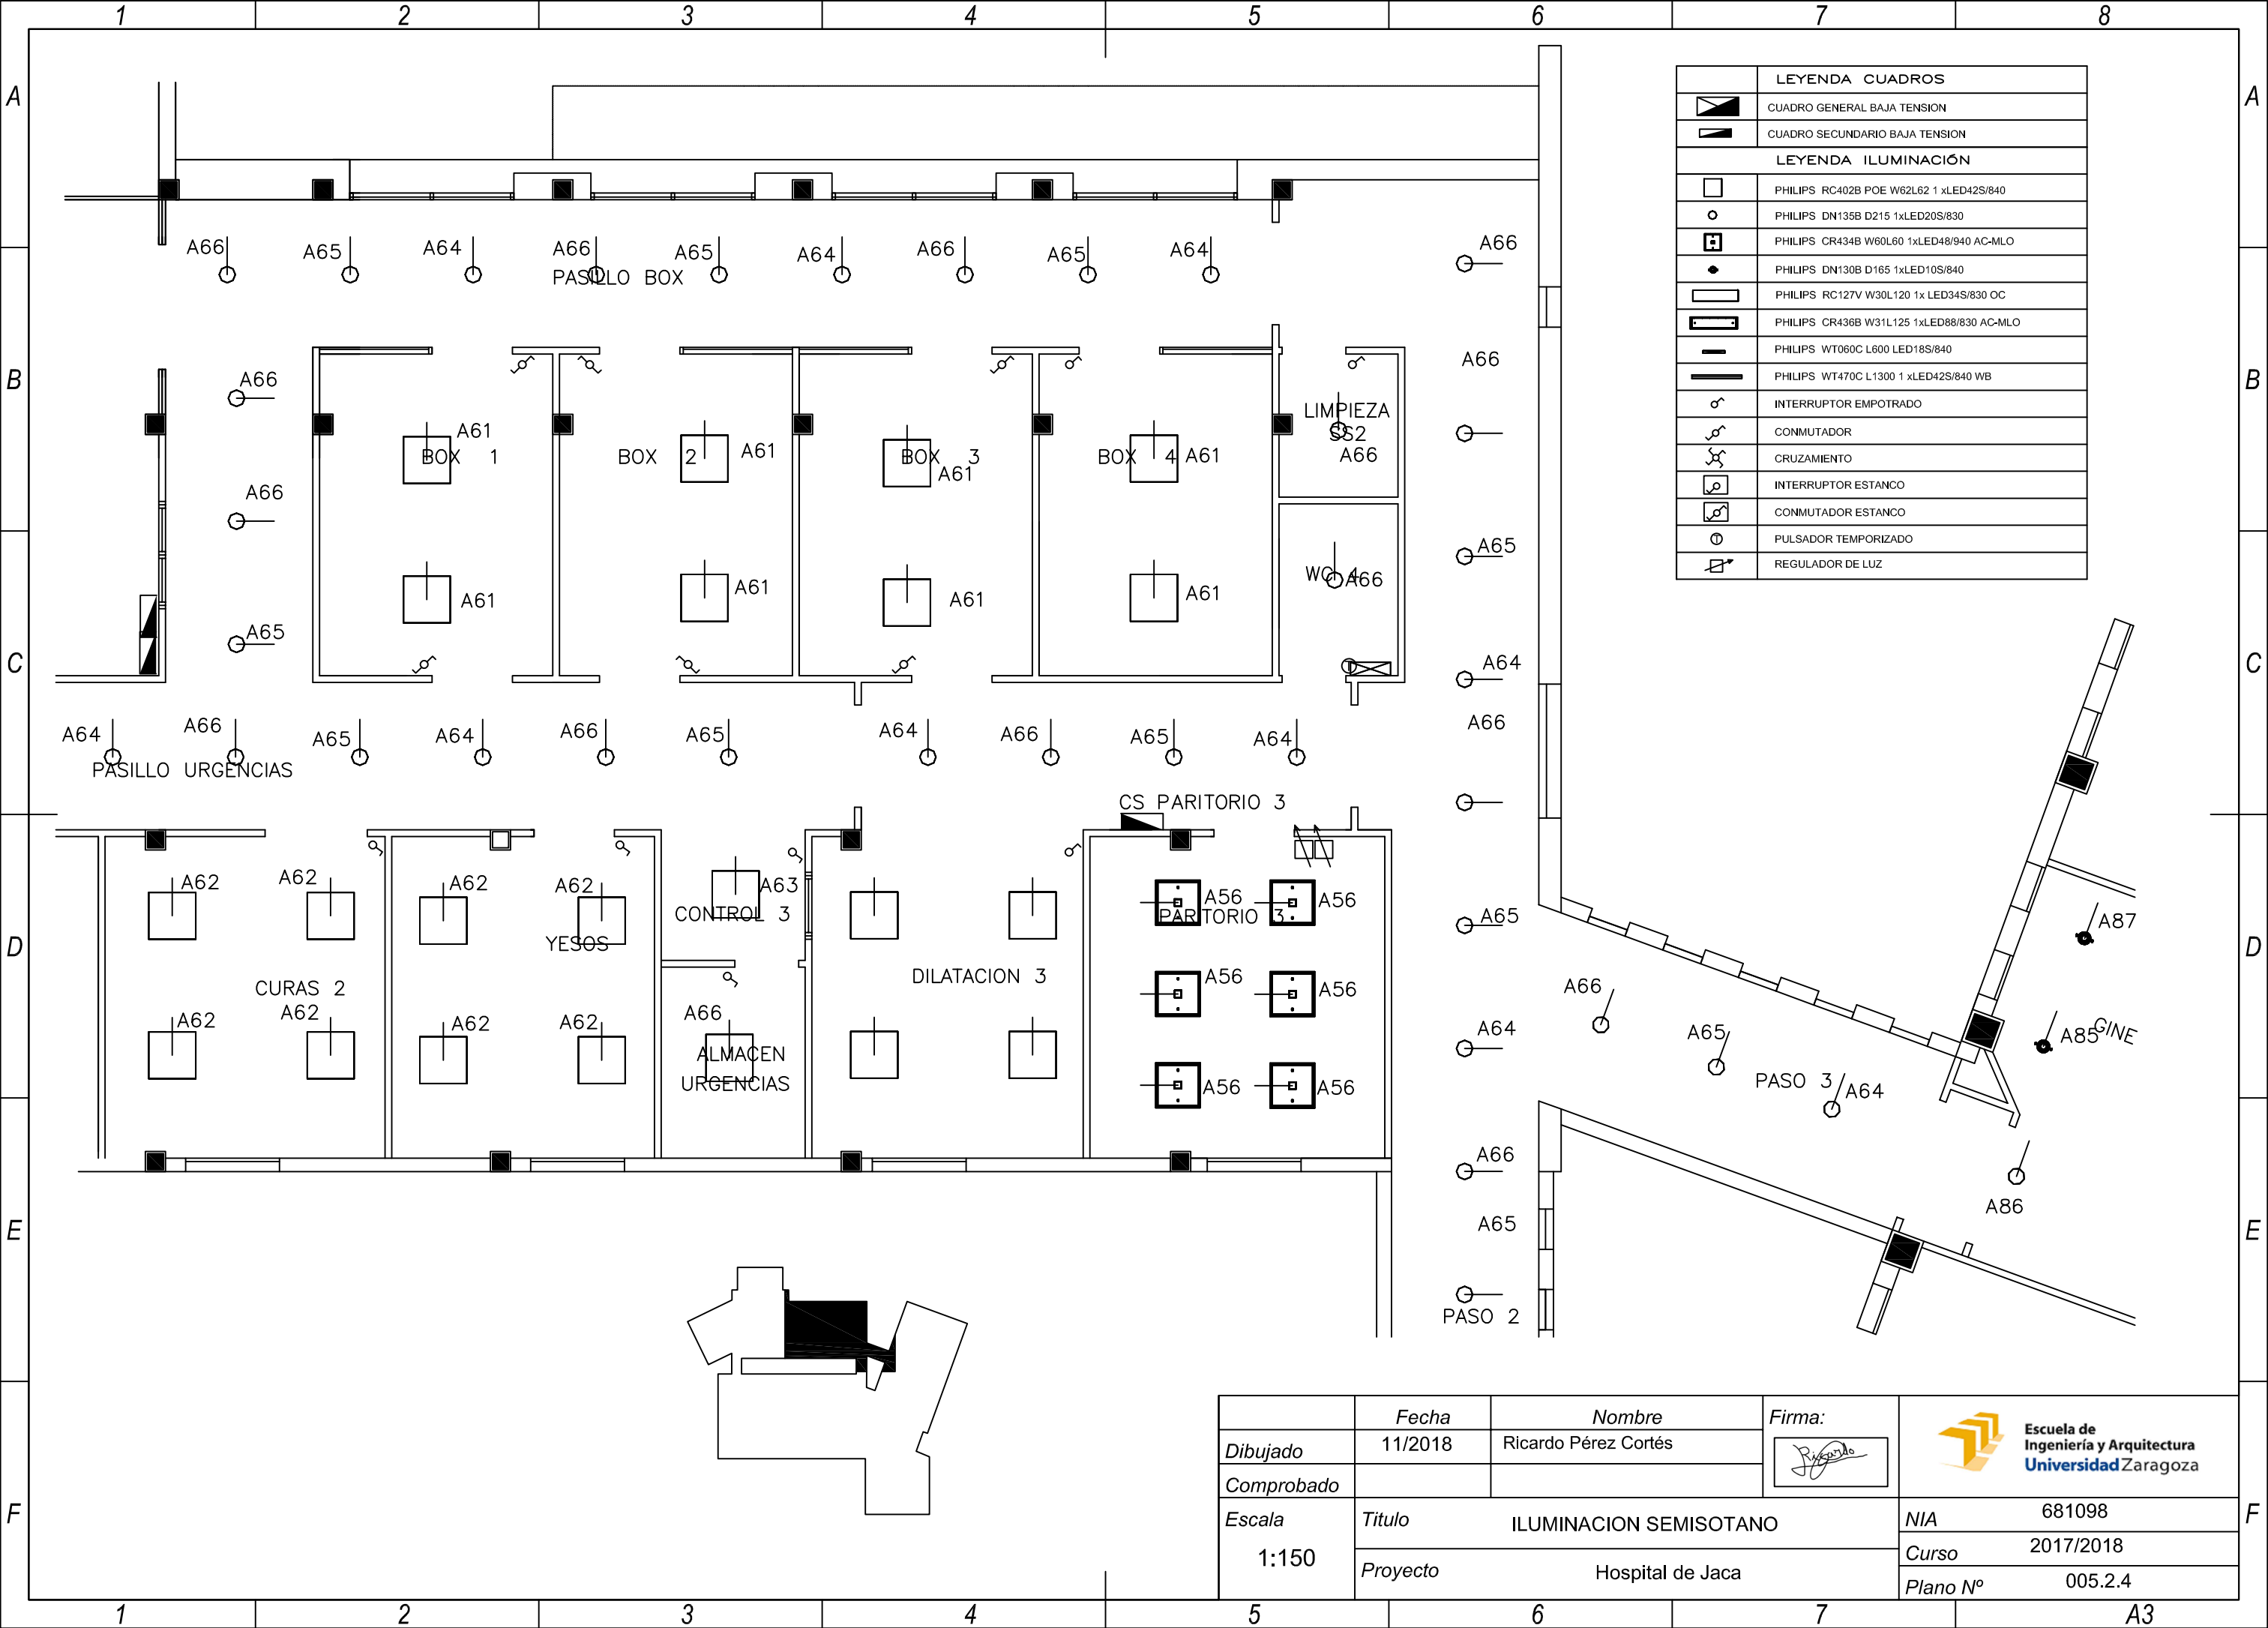 1 2 3 4 5 6 7 8
A A
LEYENDA CUADROS
CUADRO GENERAL BAJA TENSION
CUADRO SECUNDARIO BAJA TENSION
LEYENDA ILUMINACIÓN
PHILIPS RC402B POE W62L62 1 xLED42S/840
PHILIPS DN135B D215 1xLED20S/830
PHILIPS CR434B W60L60 1xLED48/940 AC-MLO
PHILIPS DN130B D165 1xLED10S/840
PHILIPS RC127V W30L120 1x LED34S/830 OC
PHILIPS CR436B W31L125 1xLED88/830 AC-MLO
PHILIPS WT060C L600 LED18S/840
PHILIPS WT470C L1300 1 xLED42S/840 WB
INTERRUPTOR EMPOTRADO
CONMUTADOR
CRUZAMIENTO
INTERRUPTOR ESTANCO
CONMUTADOR ESTANCO
T PULSADOR TEMPORIZADO
REGULADOR DE LUZ
A66 A65 A64 A66 A65 A64 A66 A65 A64 A66
PASILLO BOX
A66
B B
A66
LIMPIEZA
SS2
A66
A61 A61 A61 A61
BOX 1 BOX 2 BOX 3 BOX 4
A66
A65
WC 4 A66
A61 A61 A61 A61
A65
C C
T
A64
A66
A64 A66 A65 A64 A66 A65 A64 A66 A65 A64
PASILLO URGENCIAS
CS PARITORIO 3
A62 A62 A62 A62 A63
A56 A56
CONTROL 3
PARITORIO 3
A65
A87
D D
YESOS
CURAS 2
DILATACION 3
A56 A56
A66
A62 A62 A62 A62 A66
A64
A65
A85 GINE
ALMACEN
URGENCIAS
A56 A56
PASO 3 A64
A66
A86
E E
A65
PASO 2
Fecha Nombre Firma:
Dibujado 11/2018 Ricardo Pérez Cortés
Ricardo
Comprobado
Escuela de
Ingeniería y Arquitectura
Universidad Zaragoza
F F
Escala
1:150
Titulo ILUMINACION SEMISOTANO
Proyecto Hospital de Jaca
NIA 681098
Curso 2017/2018
Plano Nº 005.2.4
1 2 3 4 5 6 7 A3